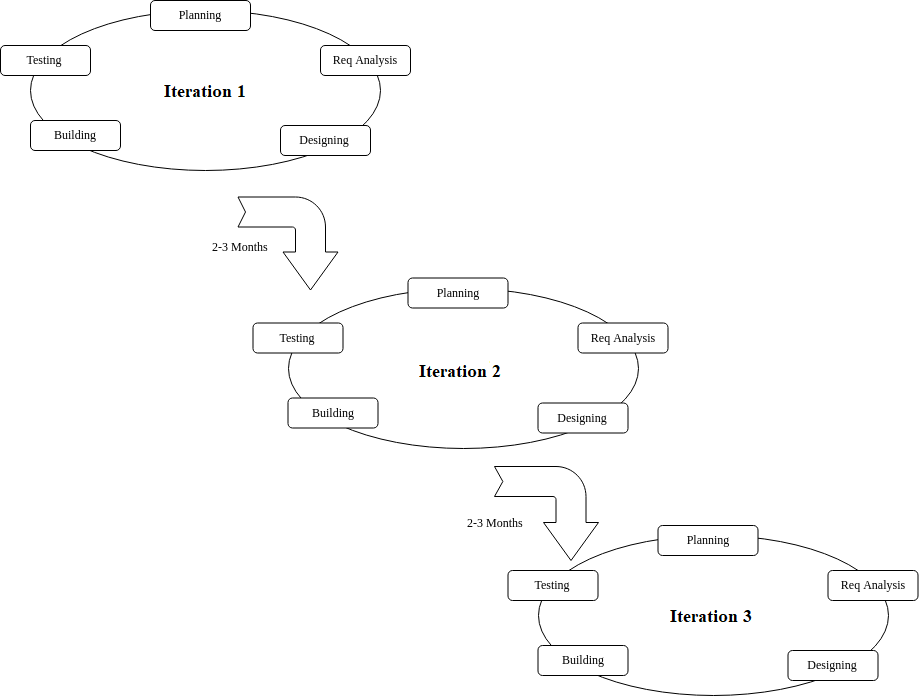 Planning
Testing
Req Analysis
Iteration 1
Building
Designing
2-3 Months
Planning
Testing
Req Analysis
Iteration 2
Building
Designing
2-3 Months
Planning
Testing
Req Analysis
Iteration 3
Building
Designing